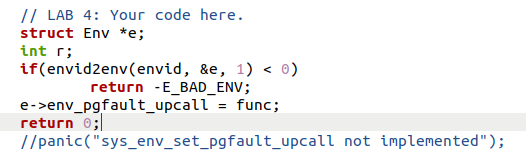 // LAB 4: Your code here.
struct Env *e;
int r;
if(envid2env(envid, &e, 1) < 0)
        return -E_BAD_ENV;
e->env_pgfault_upcall = func;
return 0;
//panic("sys_env_set_pgfault_upcall not implemented");